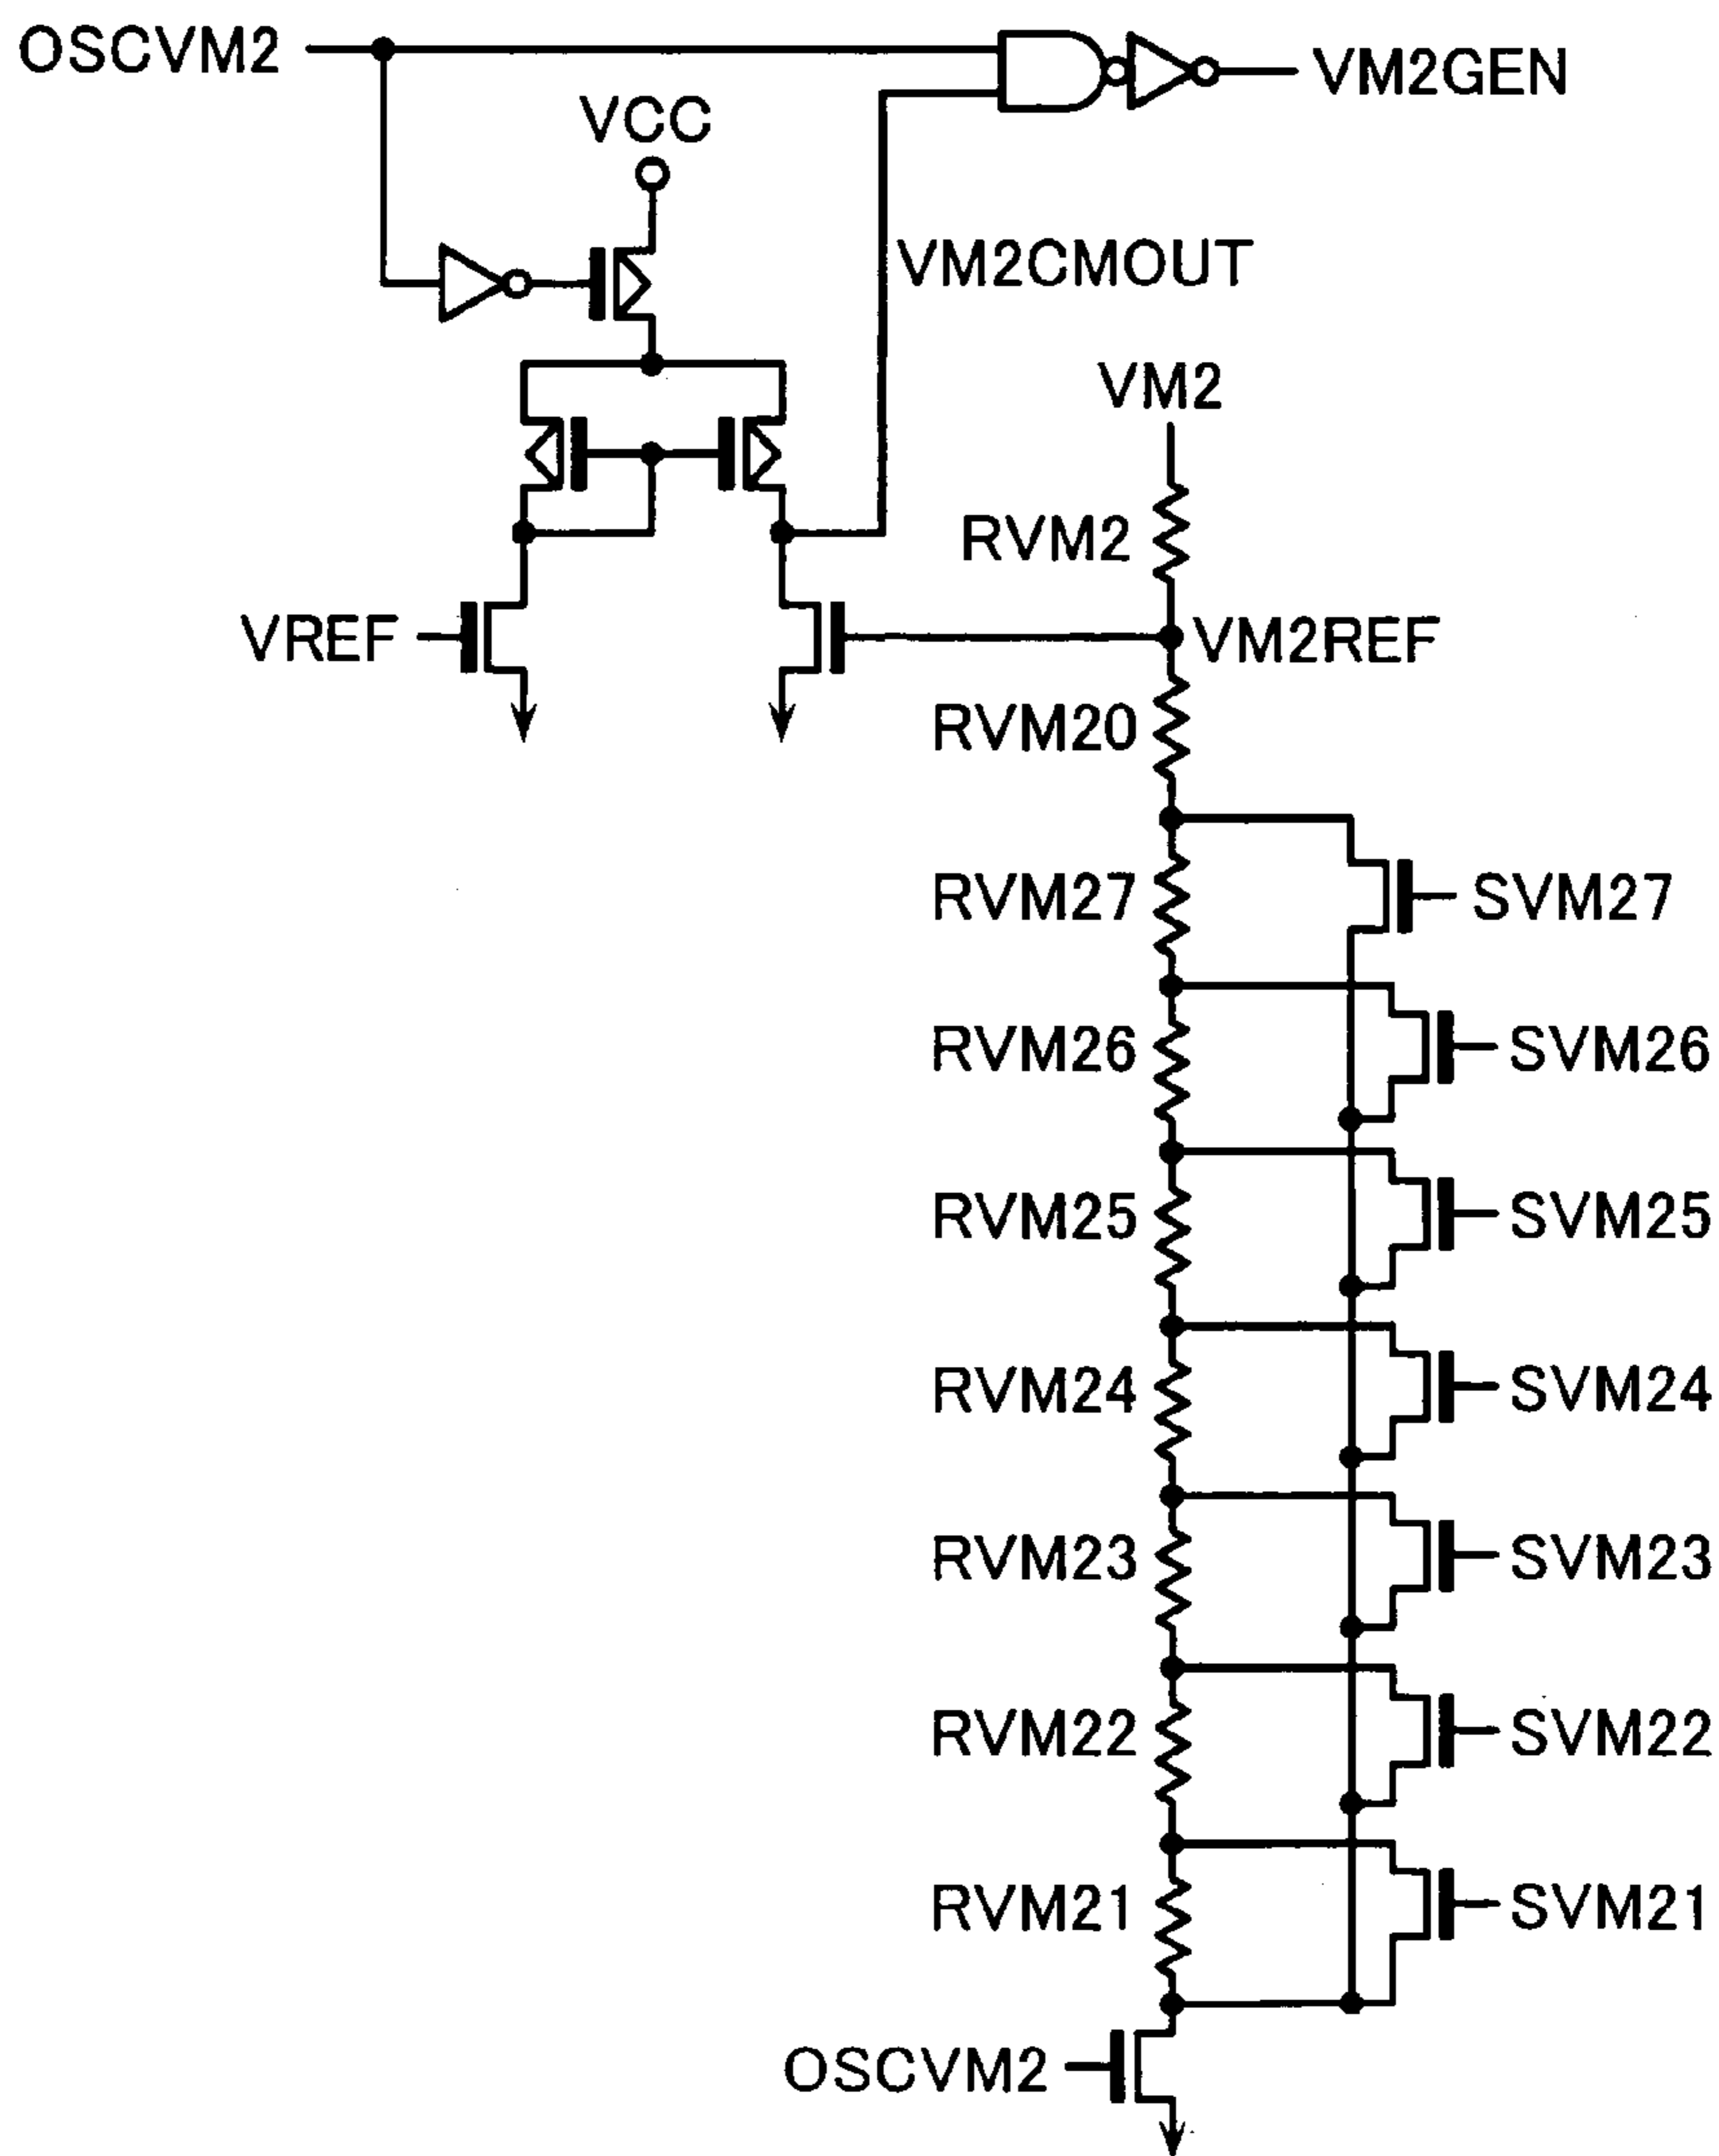 OSCVM2
VM2GEN
VCC
VM2CMOUT
VM2
RVM2
VREF
VM2REF
RVM20
RVM27
SVM27
RVM26
SVM26
RVM25
SVM25
RVM24
SVM24
RVM23
SVM23
RVM22
SVM22
RVM21
SVM21
OSCVM2